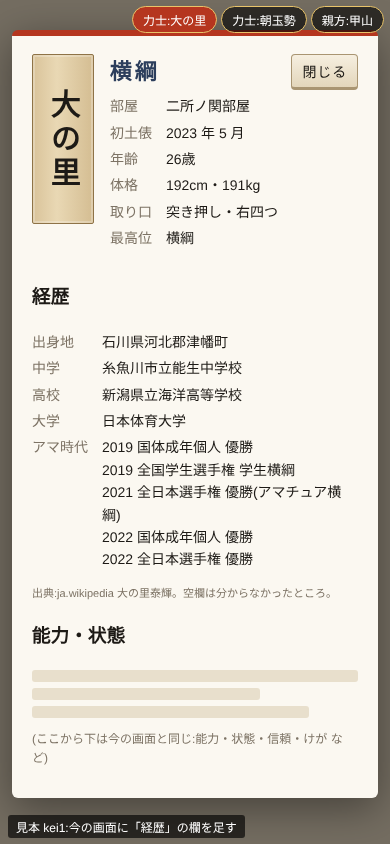 力士:大の里
力士:朝玉勢
親方:甲山
大の里
横綱
閉じる
部屋 二所ノ関部屋
初土俵 2023 年 5 月
年齢 26歳
体格 192cm・191kg
取り口 突き押し・右四つ
最高位 横綱
経歴
出身地 石川県河北郡津幡町
中学 糸魚川市立能生中学校
高校 新潟県立海洋高等学校
大学 日本体育大学
アマ時代 2019 国体成年個人 優勝
2019 全国学生選手権 学生横綱
2021 全日本選手権 優勝(アマチュア横
綱)
2022 国体成年個人 優勝
2022 全日本選手権 優勝
出典:ja.wikipedia 大の里泰輝。空欄は分からなかったところ。
能力・状態
(ここから下は今の画面と同じ:能力・状態・信頼・けが な
ど)
見本 kei1:今の画面に「経歴」の欄を足す